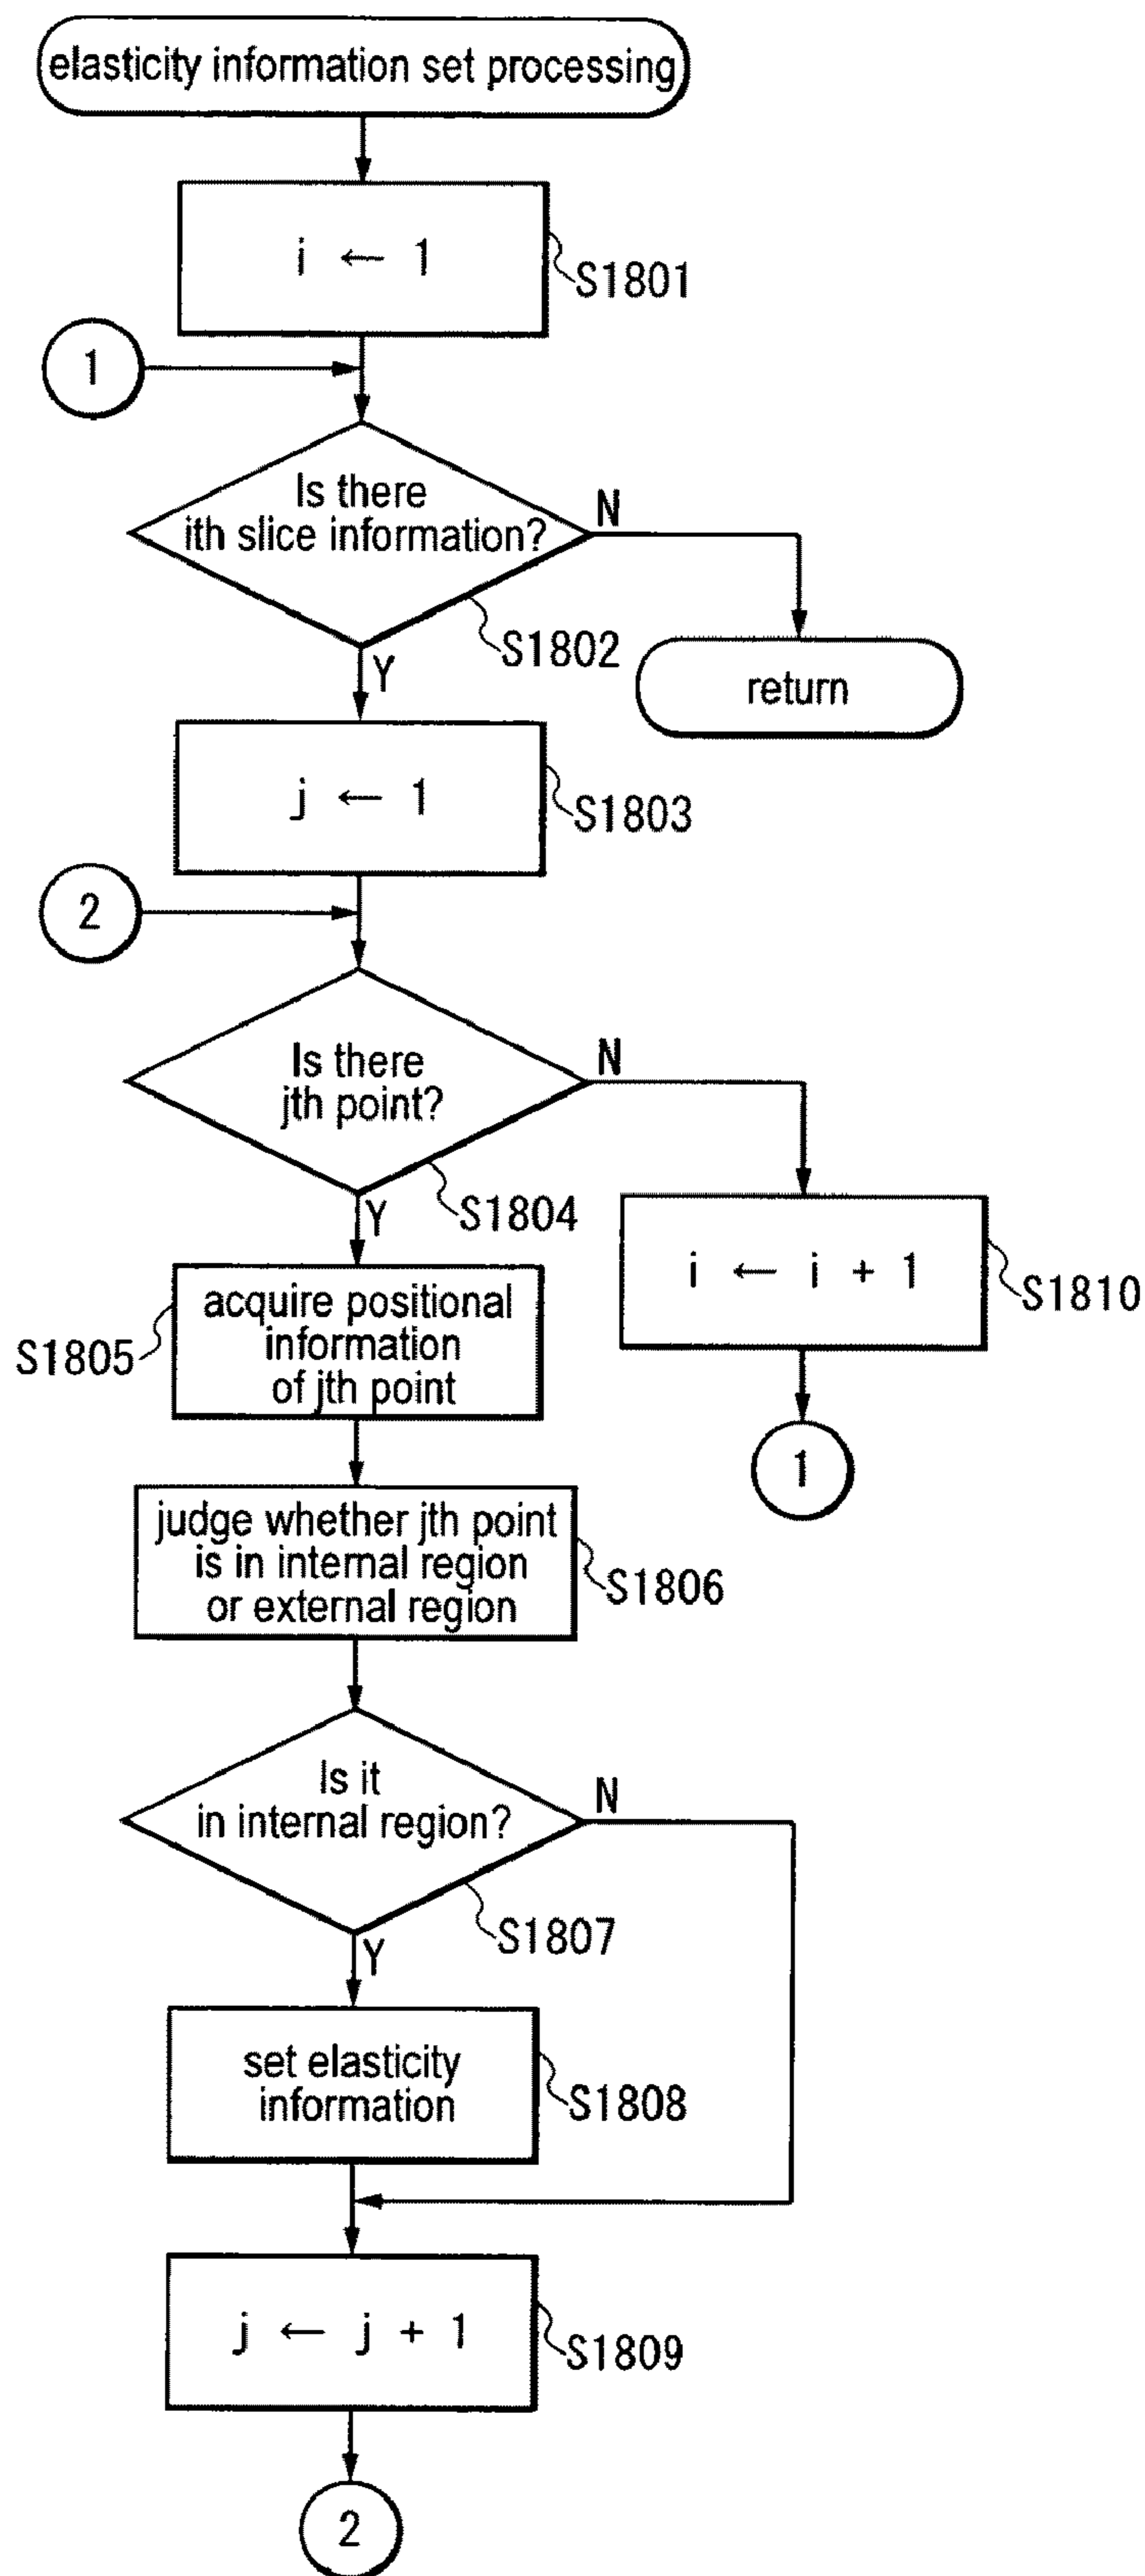 elasticity information set processing
i ← 1
S1801
1
Is there
ith slice information?
N
S1802
Y
return
j ← 1
S1803
2
Is there
jth point?
N
S1804
Y
i ← i + 1
S1810
acquire positional
information
of jth point
S1805
1
judge whether jth point
is in internal region
or external region
S1806
Is it
in internal region?
N
S1807
Y
set elasticity
information
S1808
j ← j + 1
S1809
2